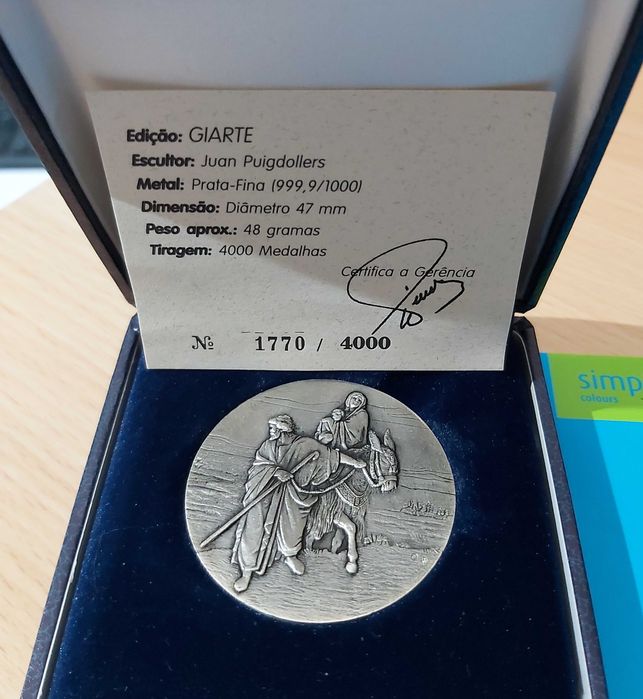 Edição: GIARTE
Escultor: Juan Puigdollers
Metal: Prata-Fina (999,9/1000)
Dimensão: Diâmetro 47 mm
Peso aprox.: 48 gramas
Tiragem: 4000 Medalhas
Certifica a Gerência
№ 1770 / 4000
colours